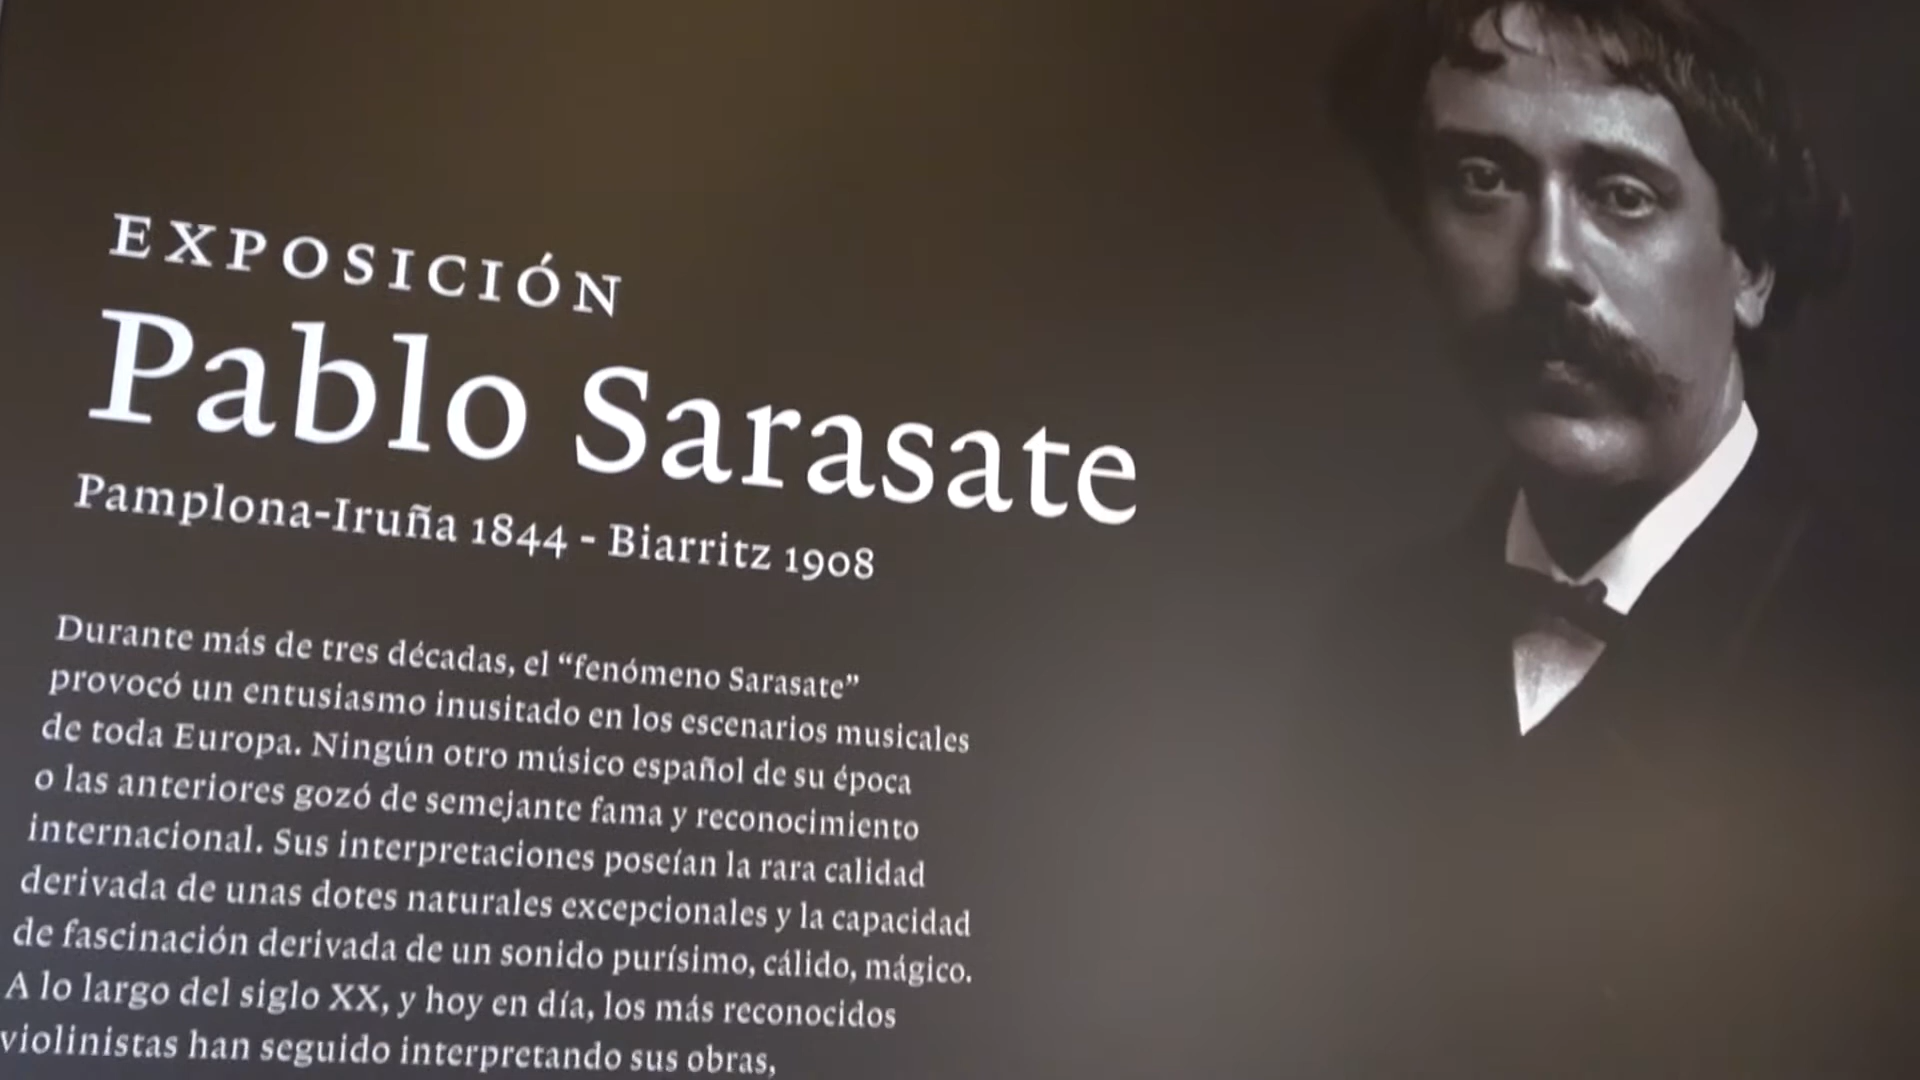 EXPOSICIÓN
Pablo Sarasate
Pamplona-Iruña 1844 - Biarritz 1908
Durante más de tres décadas, el “fenómeno Sarasate”
provocó un entusiasmo inusitado en los escenarios musicales
de toda Europa. Ningún otro músico español de su época
o las anteriores gozó de semejante fama y reconocimiento
internacional. Sus interpretaciones poseían la rara calidad
derivada de unas dotes naturales excepcionales y la capacidad
de fascinación derivada de un sonido purísimo, cálido, mágico.
A lo largo del siglo XX, y hoy en día, los más reconocidos
violinistas han seguido interpretando sus obras,